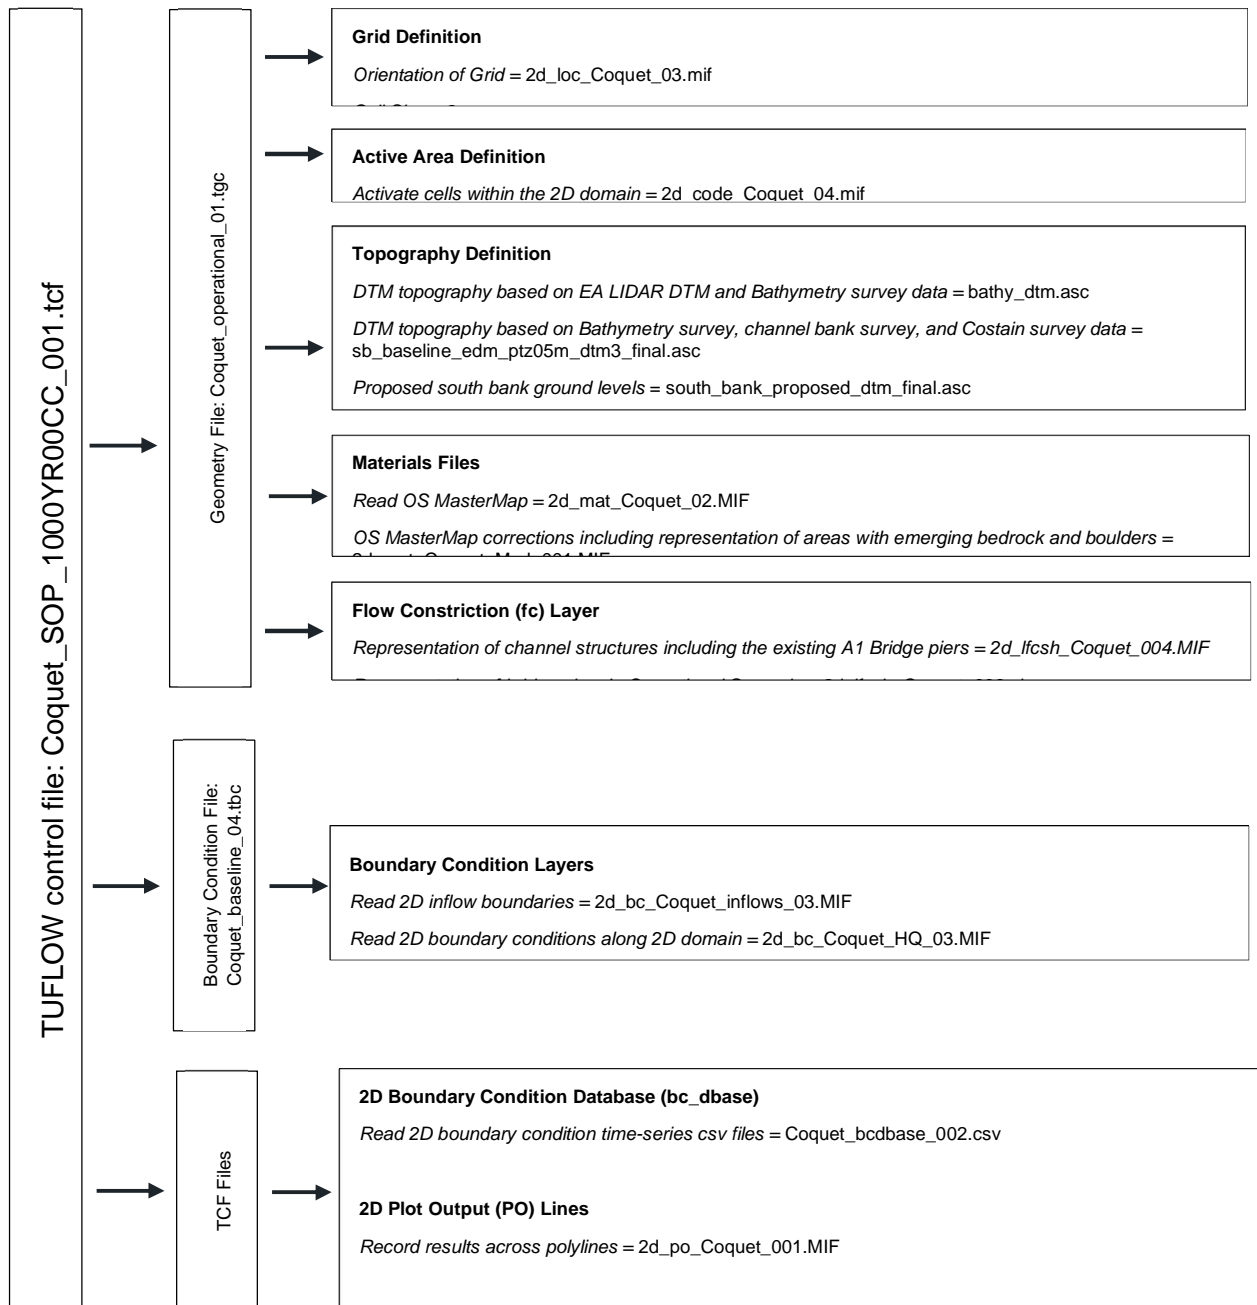 TUFLOW control file: Coquet_SOP_1000YR00CC_001.tcf
Geometry File: Coquet_operational_01.tgc
Grid Definition
Orientation of Grid = 2d_loc_Coquet_03.mif
Active Area Definition
Activate cells within the 2D domain = 2d_code_Coquet_04.mif
Topography Definition
DTM topography based on EA LIDAR DTM and Bathymetry survey data = bathy_dtm.asc
DTM topography based on Bathymetry survey, channel bank survey, and Costain survey data =
sb_baseline_edm_ptz05m_dtm3_final.asc
Proposed south bank ground levels = south_bank_proposed_dtm_final.asc
Materials Files
Read OS MasterMap = 2d_mat_Coquet_02.MIF
OS MasterMap corrections including representation of areas with emerging bedrock and boulders =
Flow Constriction (fc) Layer
Representation of channel structures including the existing A1 Bridge piers = 2d_lfcsh_Coquet_004.MIF
Boundary Condition File:
Coquet_baseline_04.tbc
Boundary Condition Layers
Read 2D inflow boundaries = 2d_bc_Coquet_inflows_03.MIF
Read 2D boundary conditions along 2D domain = 2d_bc_Coquet_HQ_03.MIF
TCF Files
2D Boundary Condition Database (bc_dbase)
Read 2D boundary condition time-series csv files = Coquet_bcdbase_002.csv
2D Plot Output (PO) Lines
Record results across polylines = 2d_po_Coquet_001.MIF